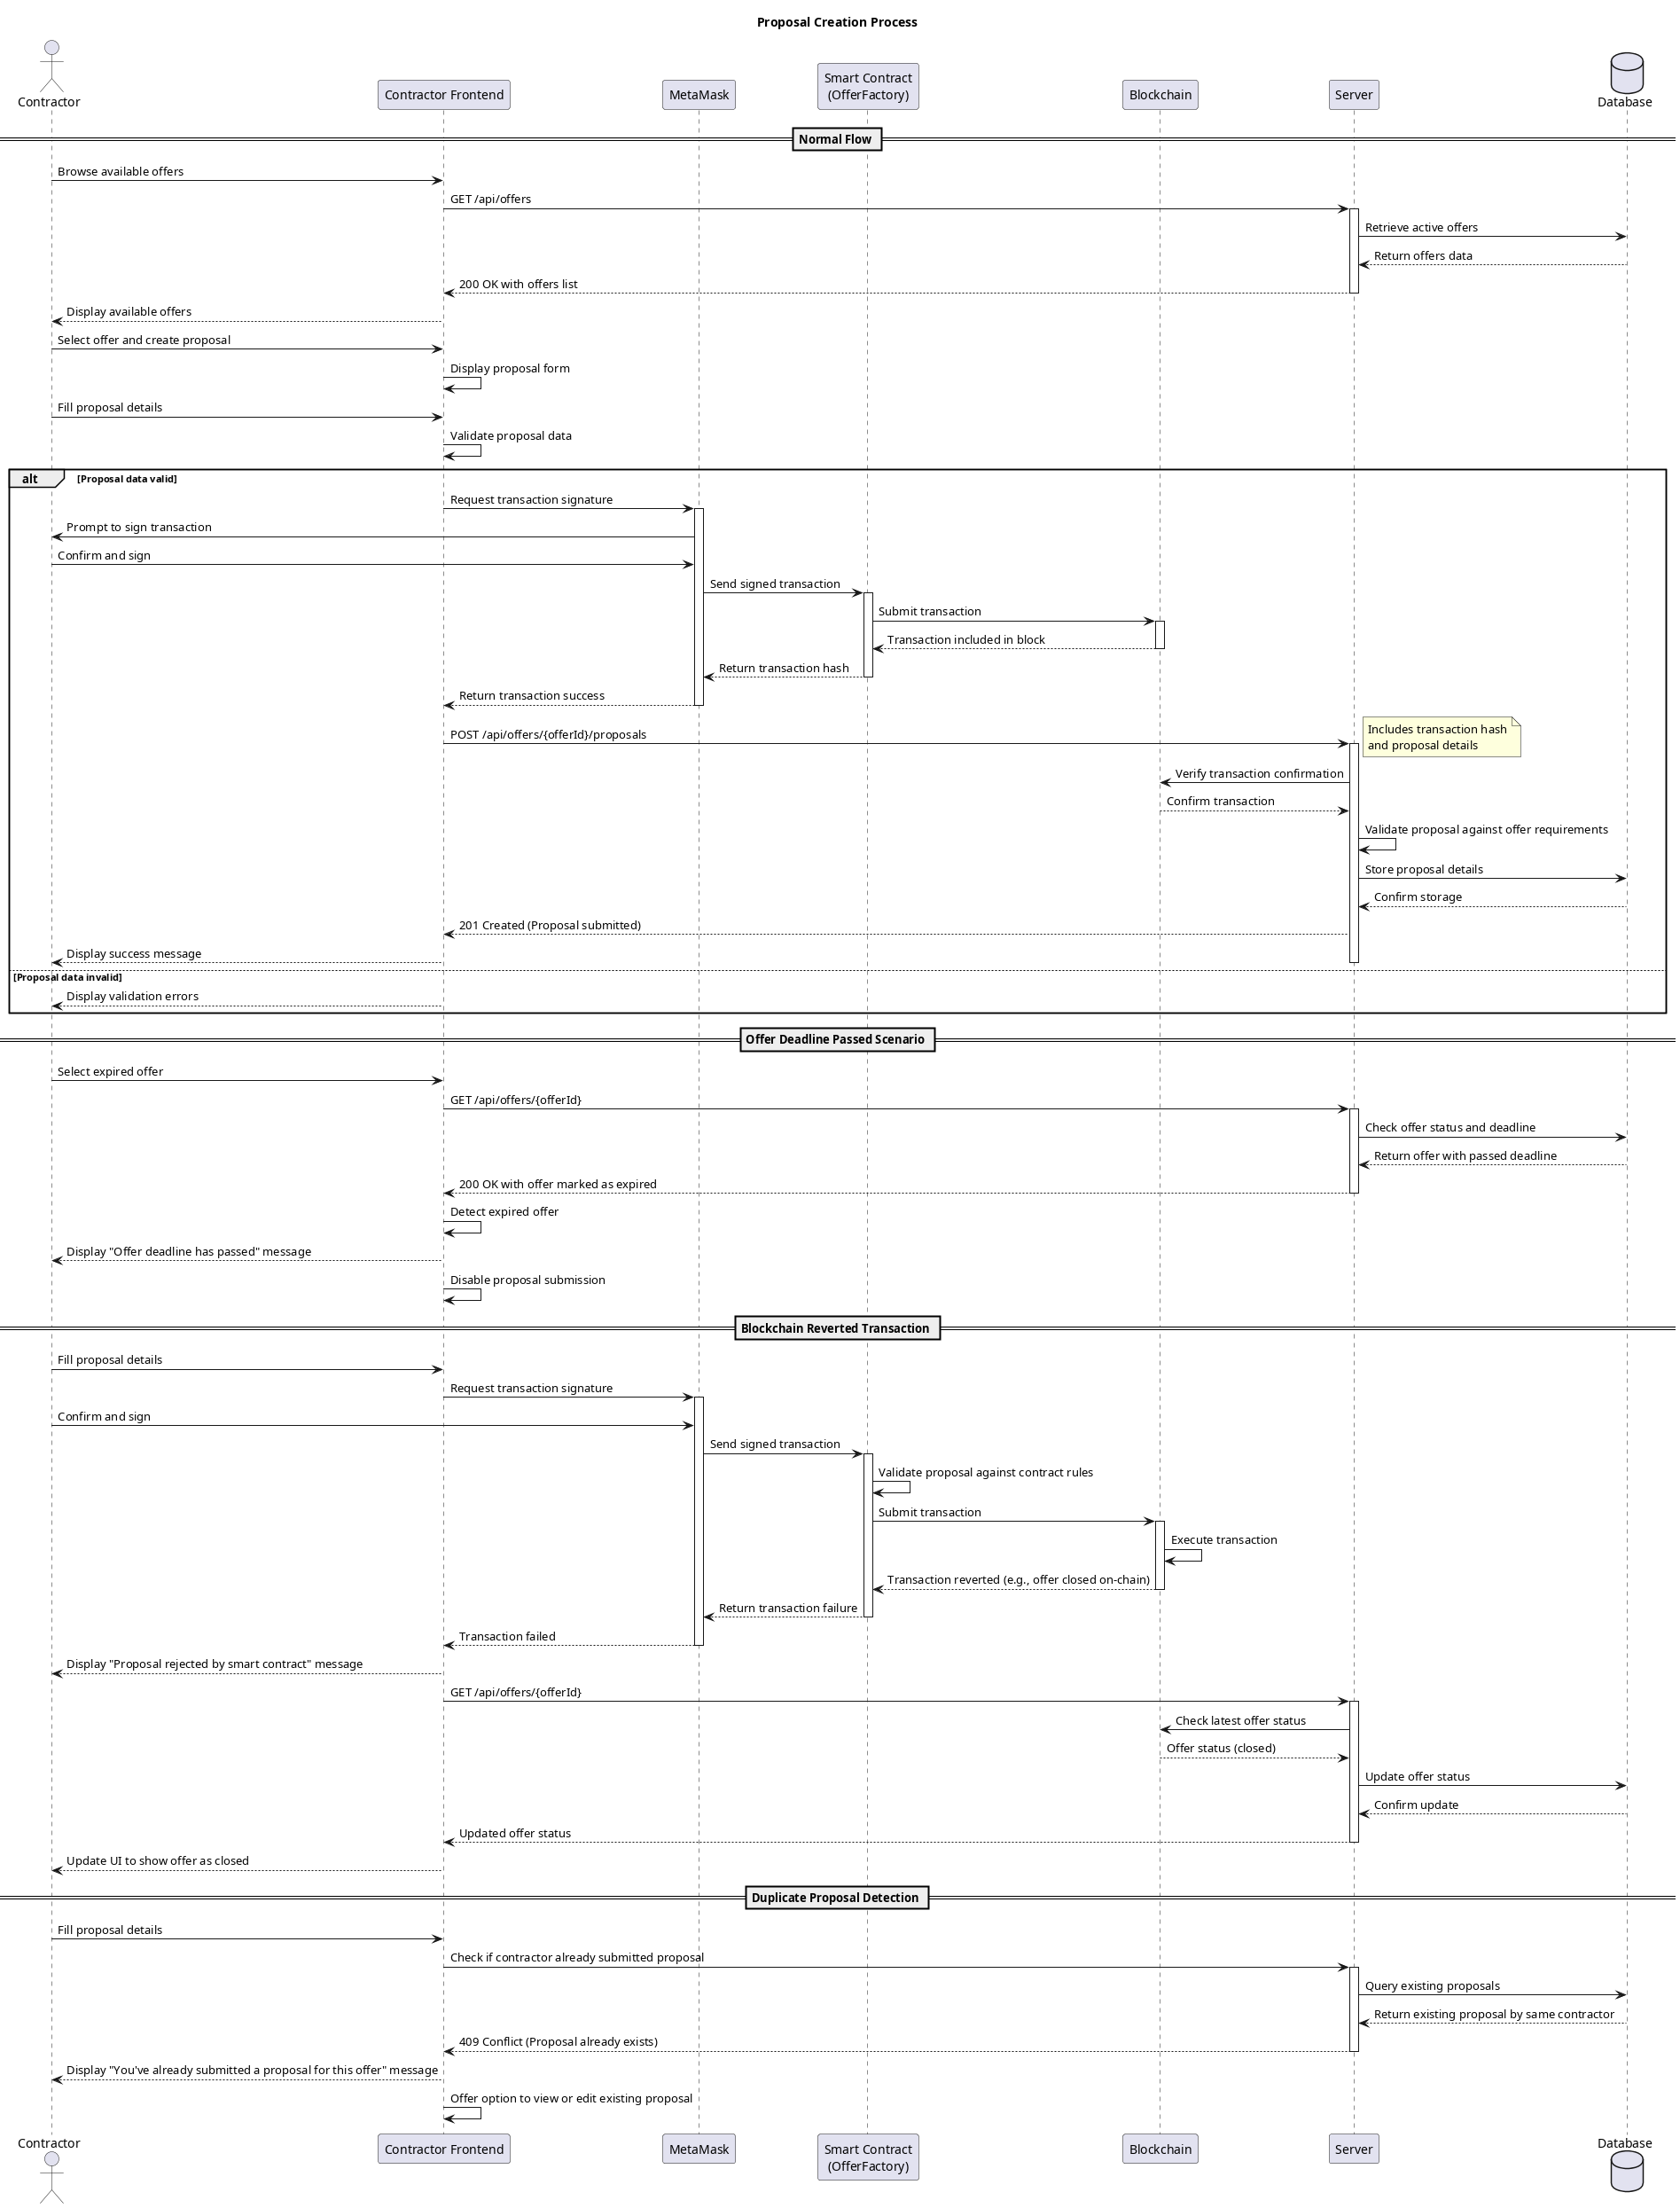 Proposal Creation Process
Contractor
Contractor Frontend
MetaMask
Smart Contract
(OfferFactory)
Blockchain
Server
Database
Normal Flow
Browse available offers
GET /api/offers
Retrieve active offers
Return offers data
200 OK with offers list
Display available offers
Select offer and create proposal
Display proposal form
Fill proposal details
Validate proposal data
alt [Proposal data valid]
Request transaction signature
Prompt to sign transaction
Confirm and sign
Send signed transaction
Submit transaction
Transaction included in block
Return transaction hash
Return transaction success
POST /api/offers/{offerId}/proposals
Includes transaction hash
and proposal details
Verify transaction confirmation
Confirm transaction
Validate proposal against offer requirements
Store proposal details
Confirm storage
201 Created (Proposal submitted)
Display success message
[Proposal data invalid]
Display validation errors
Offer Deadline Passed Scenario
Select expired offer
GET /api/offers/{offerId}
Check offer status and deadline
Return offer with passed deadline
200 OK with offer marked as expired
Detect expired offer
Display "Offer deadline has passed" message
Disable proposal submission
Blockchain Reverted Transaction
Fill proposal details
Request transaction signature
Confirm and sign
Send signed transaction
Validate proposal against contract rules
Submit transaction
Execute transaction
Transaction reverted (e.g., offer closed on-chain)
Return transaction failure
Transaction failed
Display "Proposal rejected by smart contract" message
GET /api/offers/{offerId}
Check latest offer status
Offer status (closed)
Update offer status
Confirm update
Updated offer status
Update UI to show offer as closed
Duplicate Proposal Detection
Fill proposal details
Check if contractor already submitted proposal
Query existing proposals
Return existing proposal by same contractor
409 Conflict (Proposal already exists)
Display "You've already submitted a proposal for this offer" message
Offer option to view or edit existing proposal
Contractor
Contractor Frontend
MetaMask
Smart Contract
(OfferFactory)
Blockchain
Server
Database